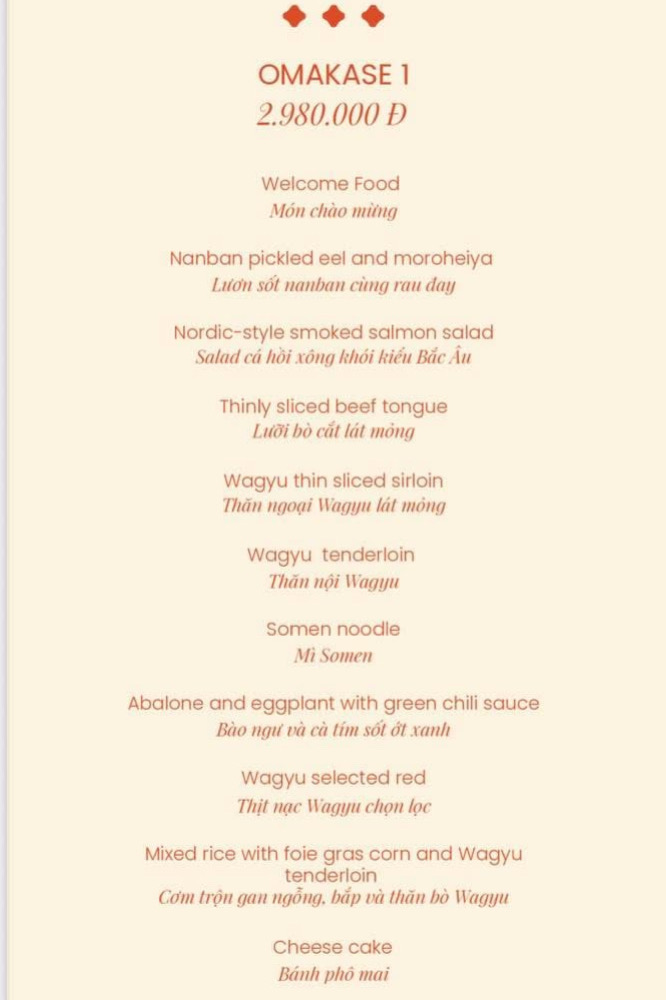 OMAKASE 1
2.980.000 Đ
Welcome Food
Món chào mừng
Nanban pickled eel and moroheiya
Lươn sốt nanban cùng rau đay
Nordic-style smoked salmon salad
Salad cá hồi xông khói kiểu Bắc Âu
Thinly sliced beef tongue
Lưỡi bò cắt lát mỏng
Wagyu thin sliced sirloin
Thăn ngoại Wagyu lát mỏng
Wagyu tenderloin
Thăn nội Wagyu
Somen noodle
Mì Somen
Abalone and eggplant with green chili sauce
Bào ngư và cà tím sốt ớt xanh
Wagyu selected red
Thịt nạc Wagyu chọn lọc
Mixed rice with foie gras corn and Wagyu
tenderloin
Cơm trộn gan ngỗng, bắp và thăn bò Wagyu
Cheese cake
Bánh phô mai